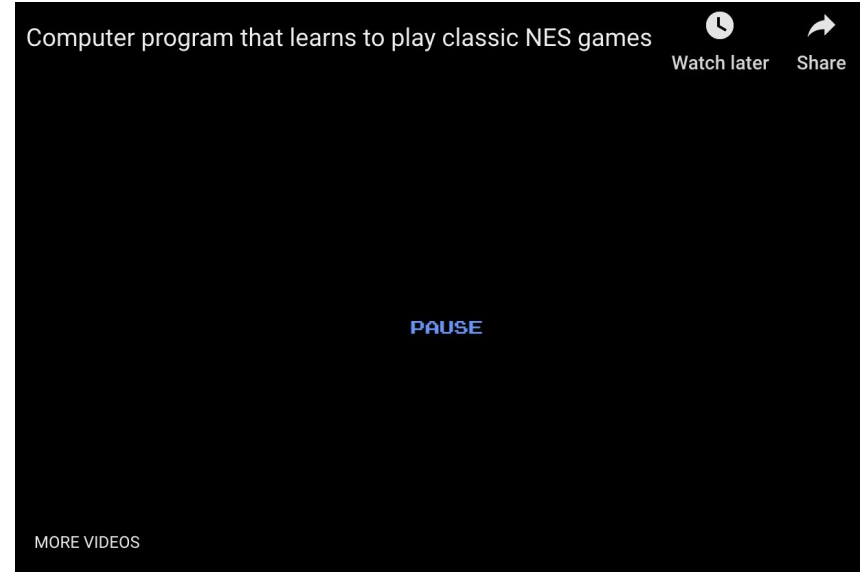 Computer program that learns to play classic NES games
Watch later
Share
PAUSE
MORE VIDEOS